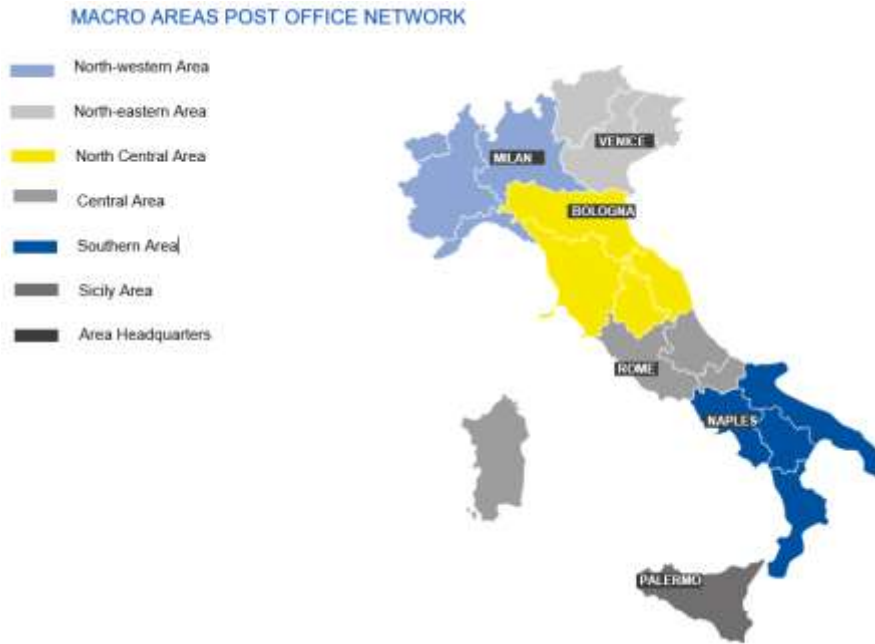 MACRO AREAS POST OFFICE NETWORK
North-western Area
North-eastern Area
North Central Area
Central Area
Southern Area
Sicily Area
Area Headquarters
VENICE
MILAN
BOLOGNA
ROME
NAPLES
PALERMO